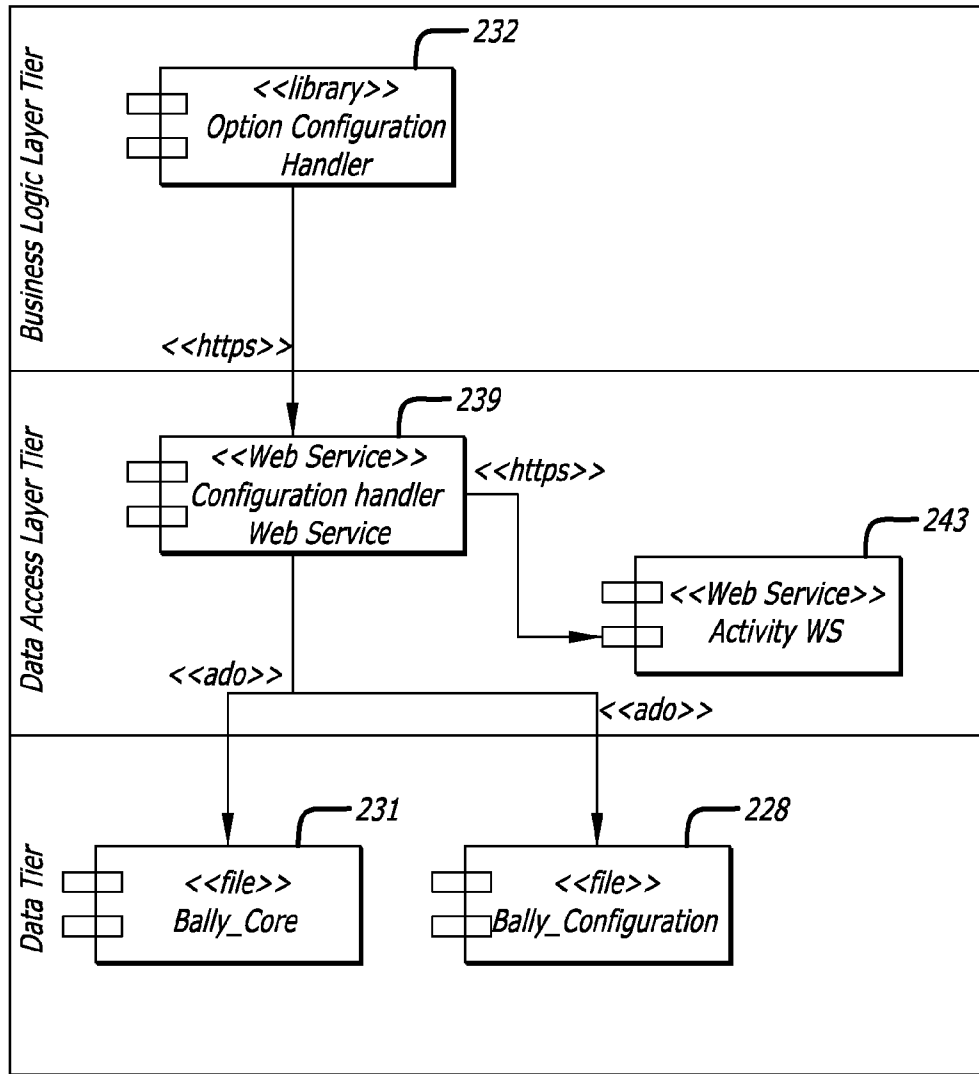 Business Logic Layer Tier
232
<<library>>
Option Configuration
Handler
<<https>>
Data Access Layer Tier
239
<<Web Service>>
Configuration handler
Web Service
<<https>>
243
<<Web Service>>
Activity WS
<<ado>>
<<ado>>
Data Tier
231
<<file>>
Bally_Core
228
<<file>>
Bally_Configuration